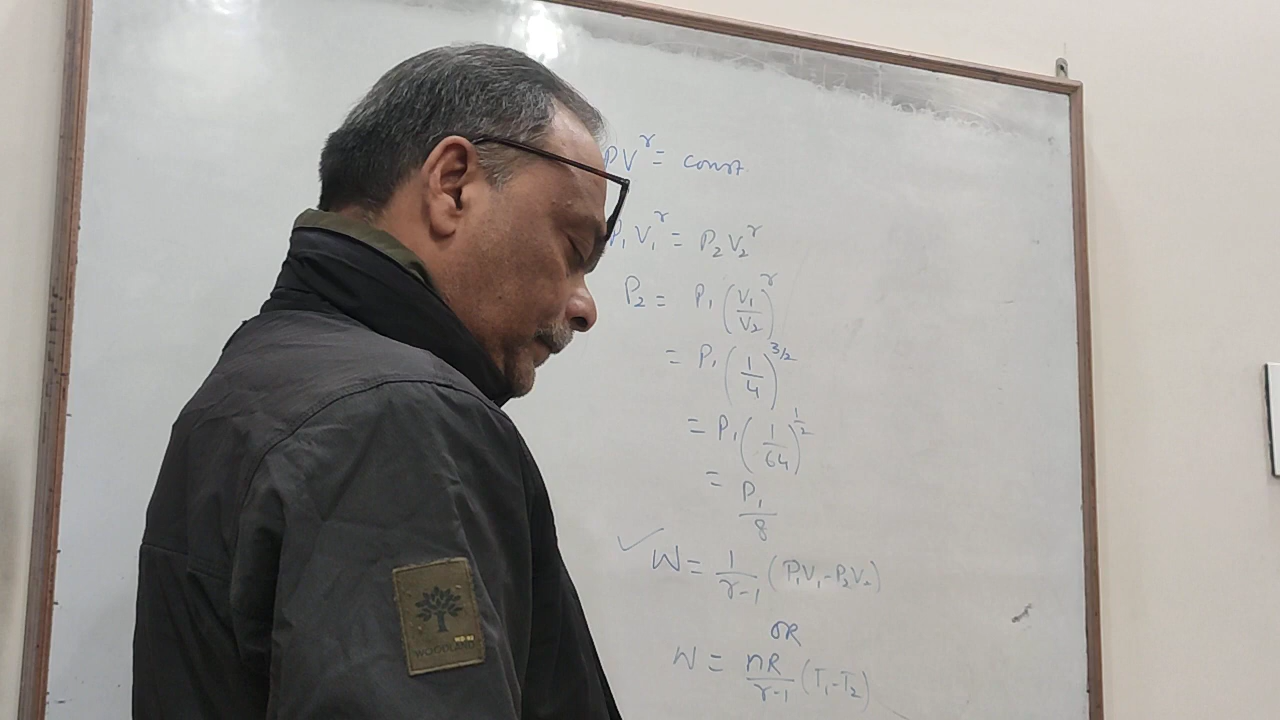 PV^γ = const.
P₁V₁^γ = P₂V₂^γ
P₂ = P₁(V₁/V₂)^γ
= P₁(1/4)^3/2
= P₁(1/64)^1/2
= P₁/8
✓ W = 1/γ-1 (P₁V₁-P₂V₂)
OR
W = nR/γ-1 (T₁-T₂)
WOODLAND